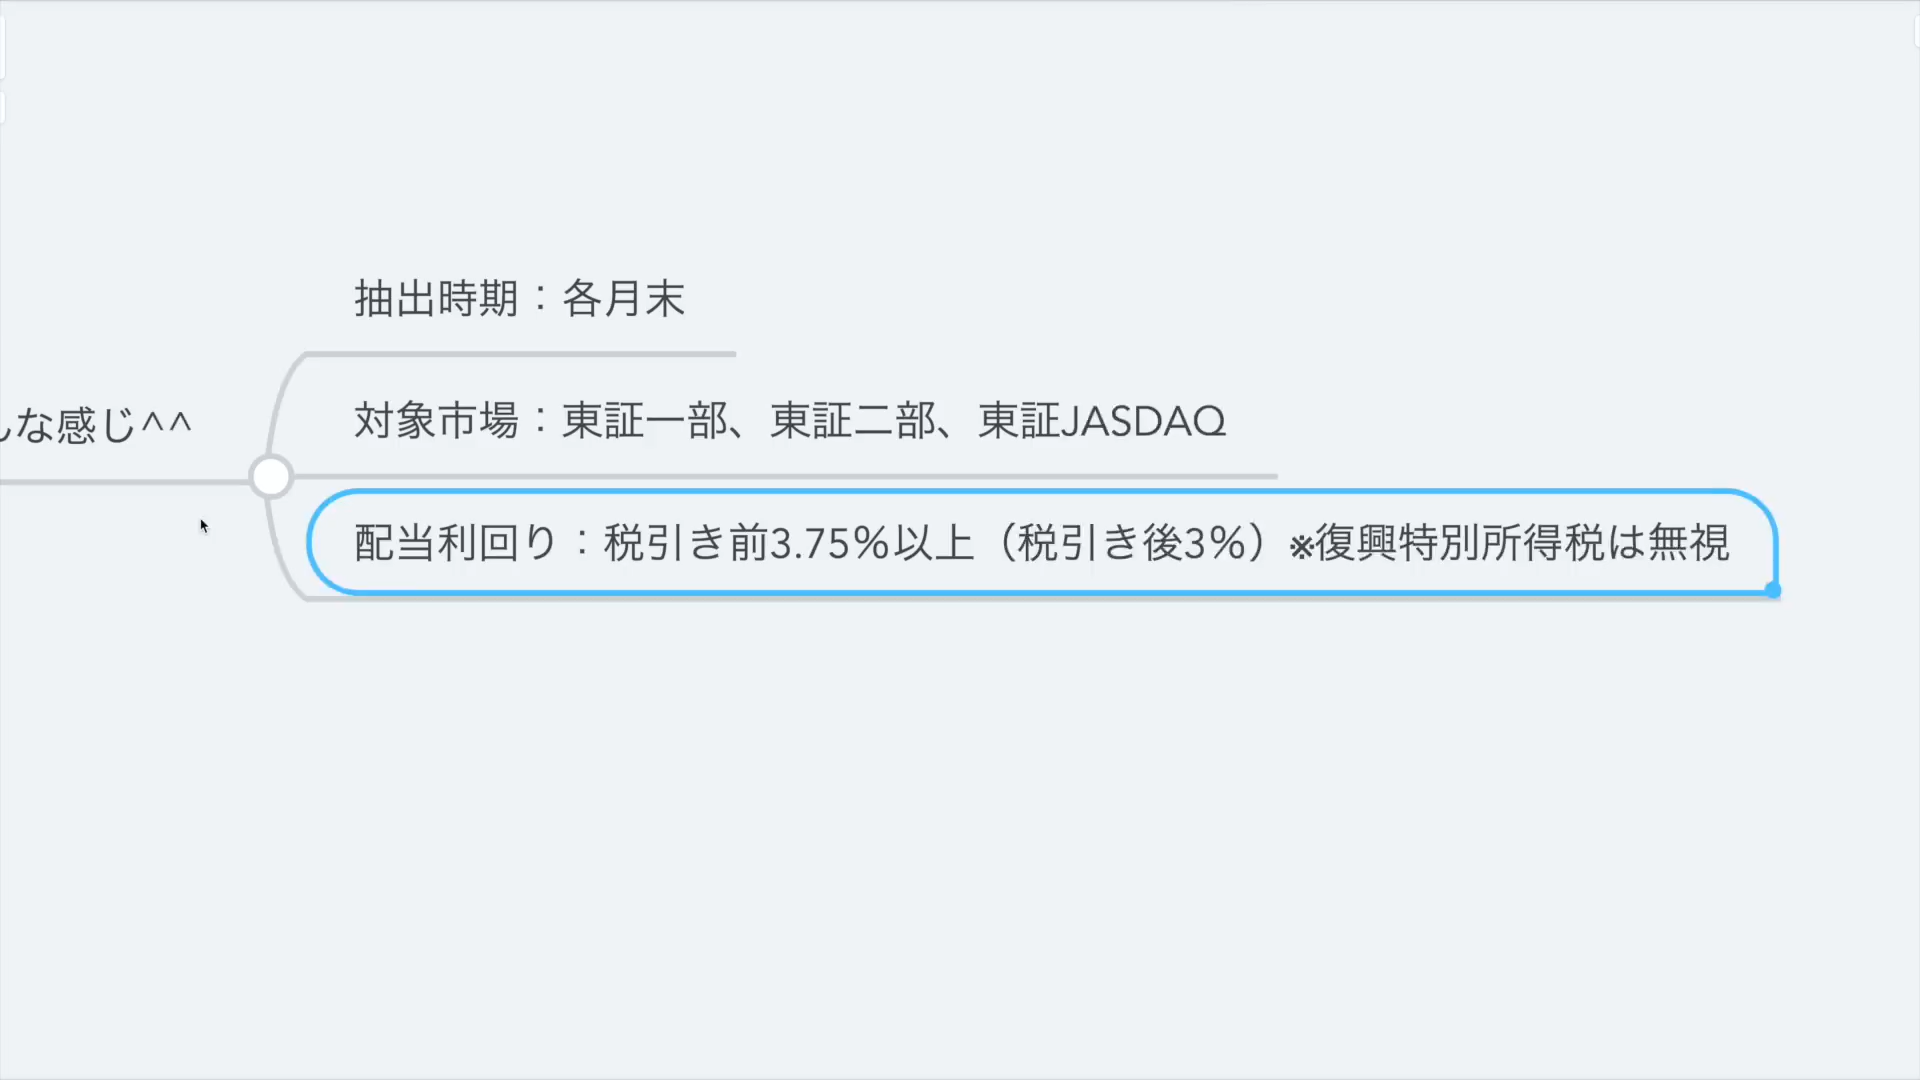 抽出時期：各月末
対象市場：東証一部、東証二部、東証JASDAQ
な感じ^^
配当利回り：税引き前3.75％以上（税引き後3％）※復興特別所得税は無視